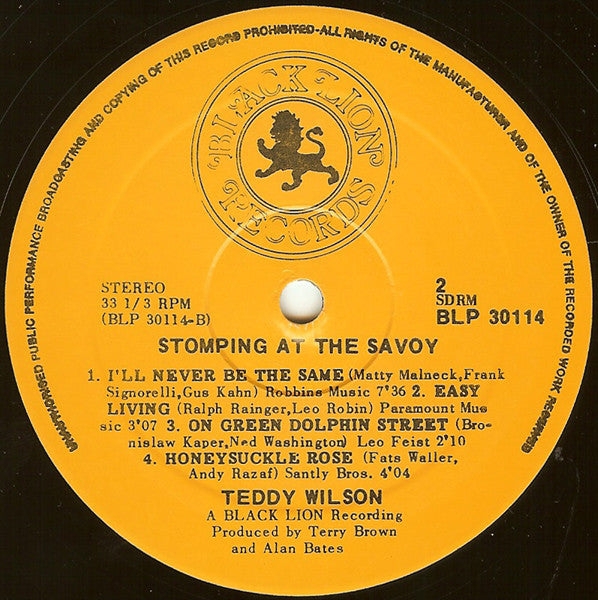 UNAUTHORISED PUBLIC PERFORMANCE BROADCASTING AND COPYING OF THIS RECORD PROHIBITED-ALL RIGHTS OF THE MANUFACTURER AND OF THE OWNER OF THE RECORDED WORK RESERVED
BLACK LION
RECORDS
STEREO
33 1/3 RPM
(BLP 30114-B)
2
SDRM
BLP 30114
STOMPING AT THE SAVOY
1. I'LL NEVER BE THE SAME (Matty Malneck,Frank
Signorelli,Gus Kahn) Robbins Music 7'36 2. EASY
LIVING (Ralph Rainger,Leo Robin) Paramount Mu=
sic 3'07 3. ON GREEN DOLPHIN STREET (Bro-
nislaw Kaper,Ned Washington) Leo Feist 2'10
4. HONEYSUCKLE ROSE (Fats Waller,
Andy Razaf) Santly Bros. 4'04
TEDDY WILSON
A BLACK LION Recording
Produced by Terry Brown
and Alan Bates